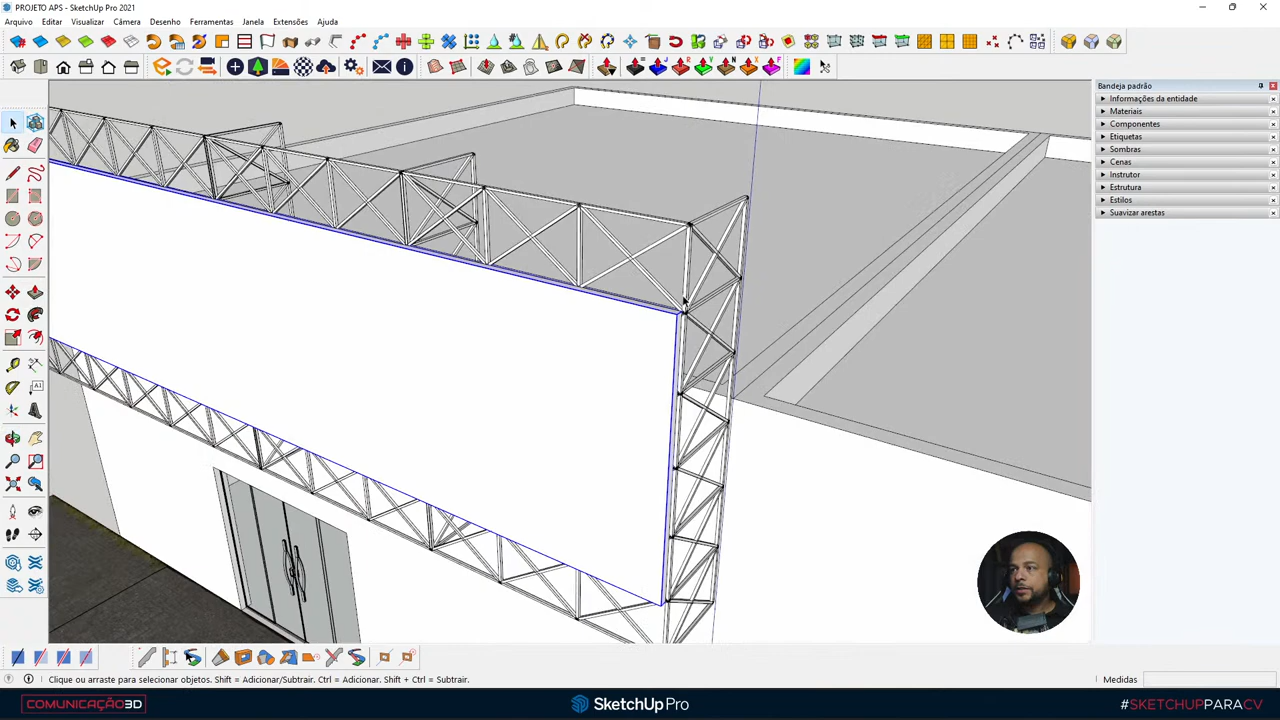 PROJETO APS - SketchUp Pro 2021
Arquivo Editar Visualizar Câmera Desenho Ferramentas Janela Extensões Ajuda
Bandeja padrão
Informações da entidade
Materiais
Componentes
Etiquetas
Sombras
Cenas
Instrutor
Estrutura
Estilos
Suavizar arestas
Clique ou arraste para selecionar objetos. Shift = Adicionar/Subtrair. Ctrl = Adicionar. Shift + Ctrl = Subtrair.
Medidas
COMUNICAÇÃO3D
SketchUp Pro
#SKETCHUPPARACV